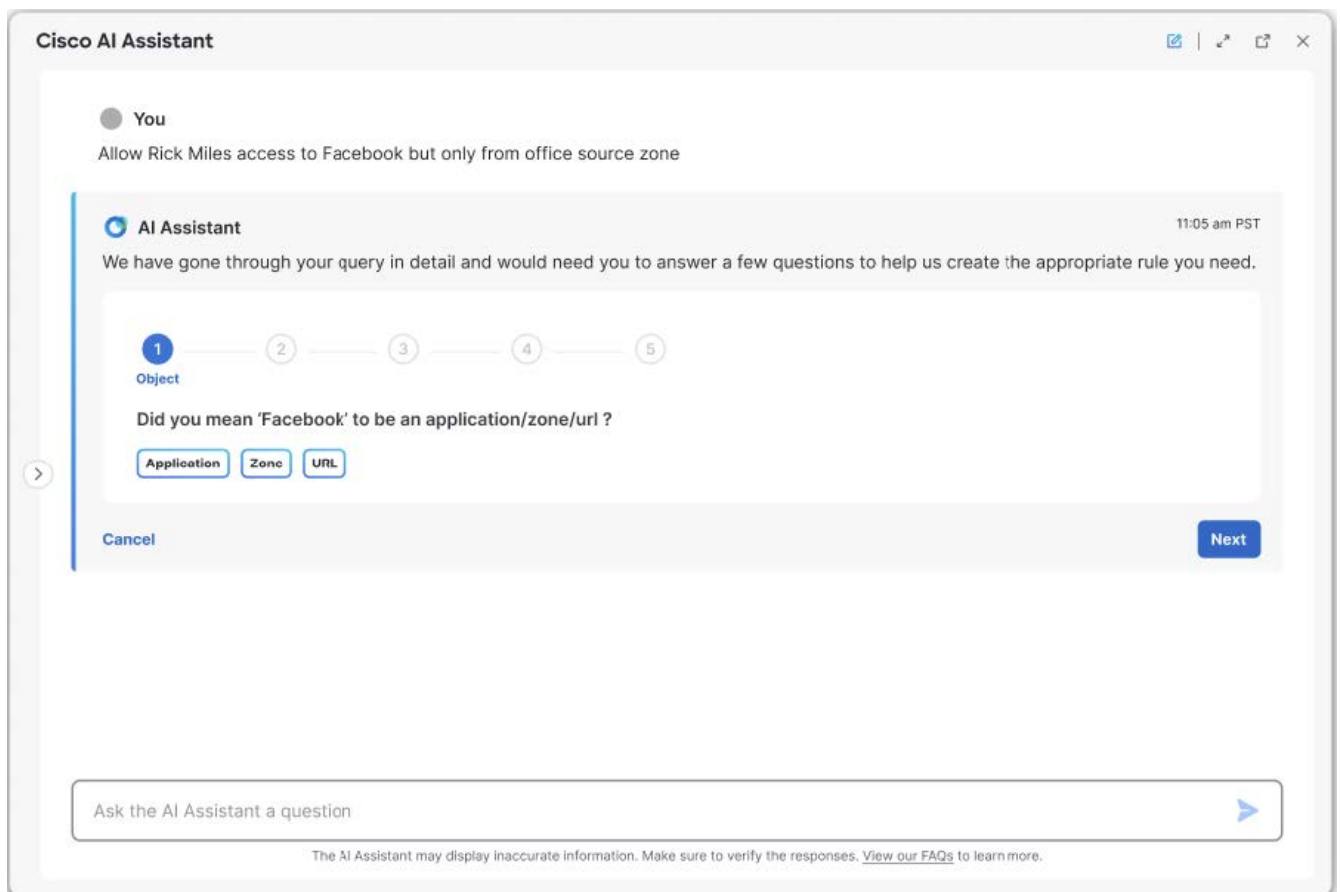 Cisco AI Assistant
You
Allow Rick Miles access to Facebook but only from office source zone
AI Assistant
11:05 am PST
We have gone through your query in detail and would need you to answer a few questions to help us create the appropriate rule you need.
1 2 3 4 5
Object
Did you mean ‘Facebook’ to be an application/zone/url ?
Application Zone URL
Cancel Next
Ask the AI Assistant a question
The AI Assistant may display inaccurate information. Make sure to verify the responses. View our FAQs to learn more.